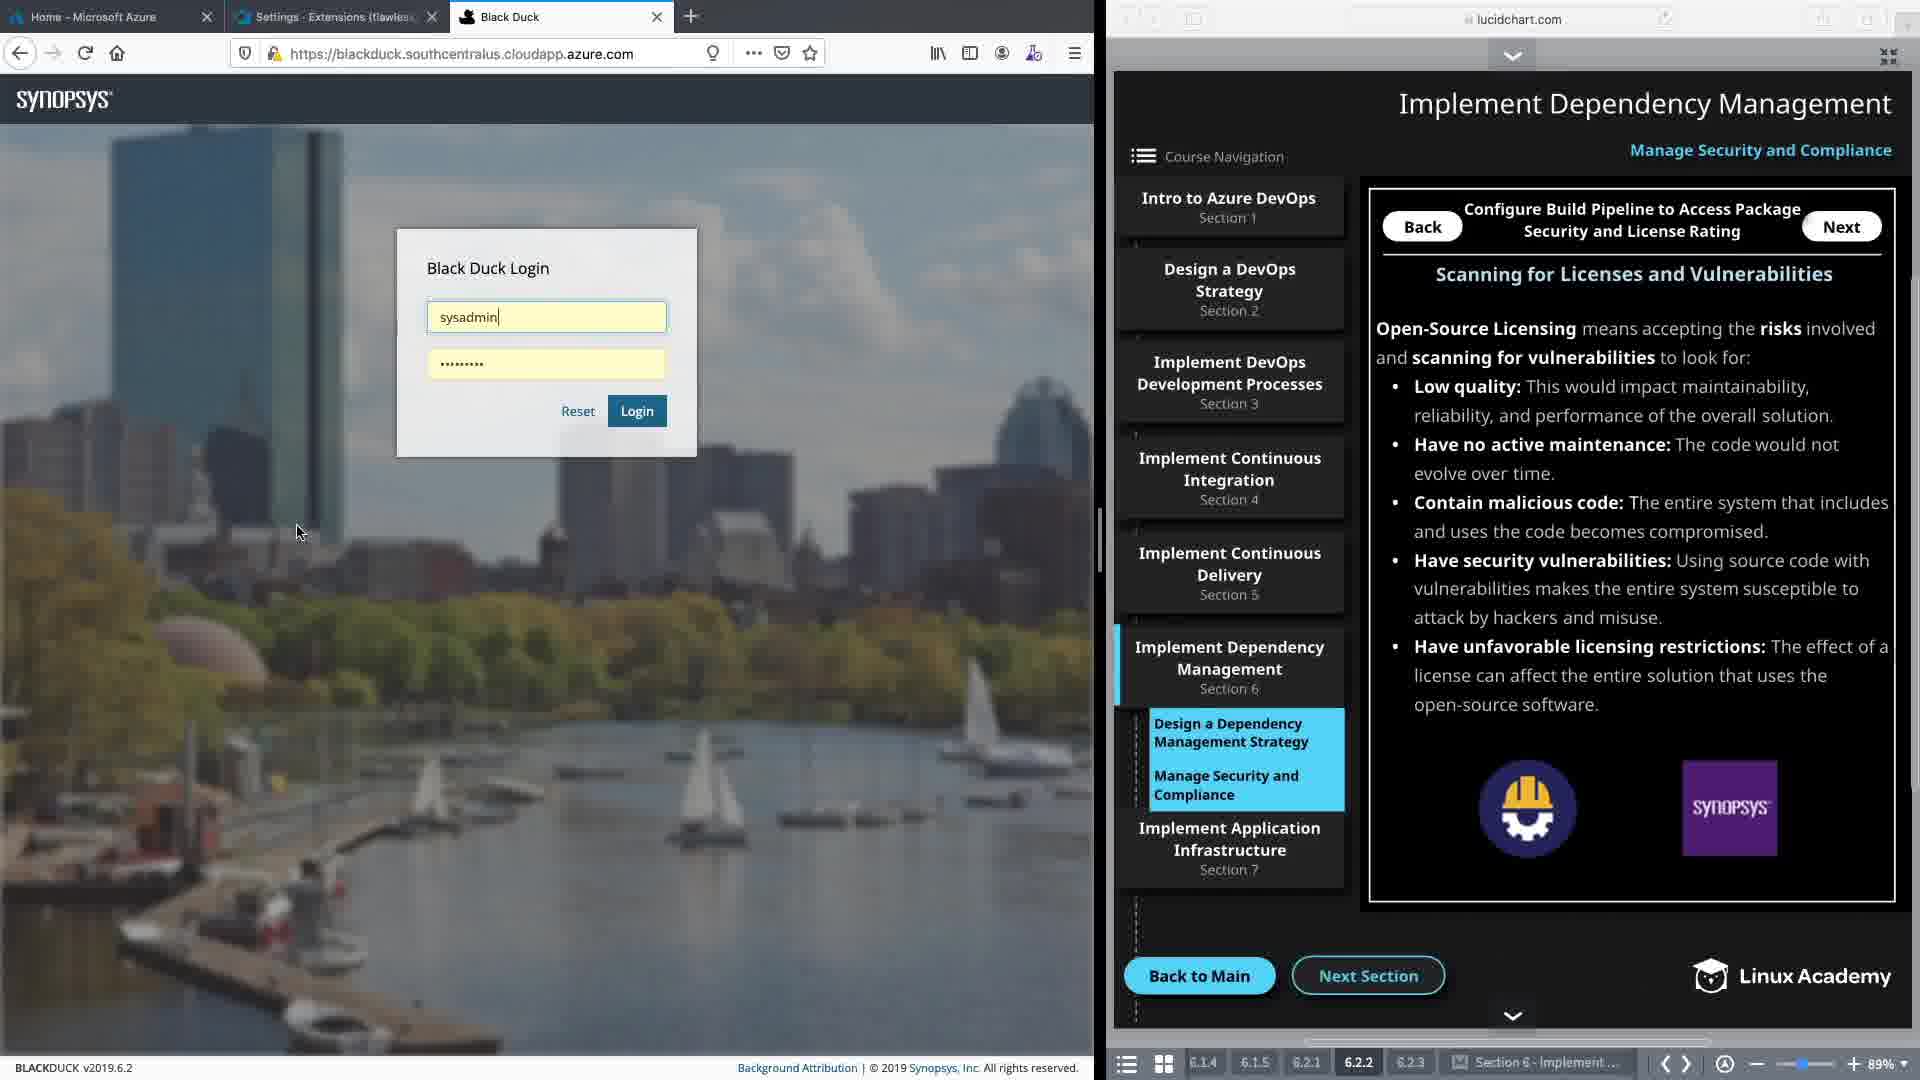 Home - Microsoft Azure
Settings - Extensions (tlawless
Black Duck
https://blackduck.southcentralus.cloudapp.azure.com
SYNOPSYS
Black Duck Login
sysadmin
•••••••••
Reset
Login
BLACKDUCK v2019.6.2
Background Attribution | © 2019 Synopsys, Inc. All rights reserved.
lucidchart.com
Implement Dependency Management
Manage Security and Compliance
Course Navigation
Intro to Azure DevOps
Section 1
Design a DevOps
Strategy
Section 2
Implement DevOps
Development Processes
Section 3
Implement Continuous
Integration
Section 4
Implement Continuous
Delivery
Section 5
Implement Dependency
Management
Section 6
Design a Dependency
Management Strategy
Manage Security and
Compliance
Implement Application
Infrastructure
Section 7
Back
Configure Build Pipeline to Access Package
Security and License Rating
Next
Scanning for Licenses and Vulnerabilities
Open-Source Licensing means accepting the risks involved
and scanning for vulnerabilities to look for:
• Low quality: This would impact maintainability,
reliability, and performance of the overall solution.
• Have no active maintenance: The code would not
evolve over time.
• Contain malicious code: The entire system that includes
and uses the code becomes compromised.
• Have security vulnerabilities: Using source code with
vulnerabilities makes the entire system susceptible to
attack by hackers and misuse.
• Have unfavorable licensing restrictions: The effect of a
license can affect the entire solution that uses the
open-source software.
SYNOPSYS
Back to Main
Next Section
Linux Academy
6.1.4
6.1.5
6.2.1
6.2.2
6.2.3
Section 6 - Implement ...
89%